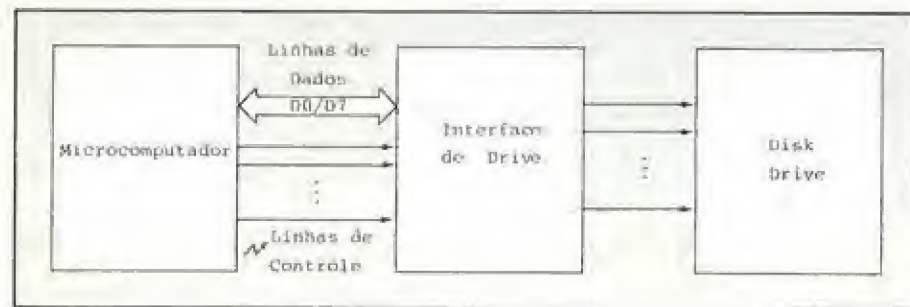 Linhas de
Dados
D0/D7
Microcomputador
Interface
de Drive
Disk
Drive
Linhas de
Controle